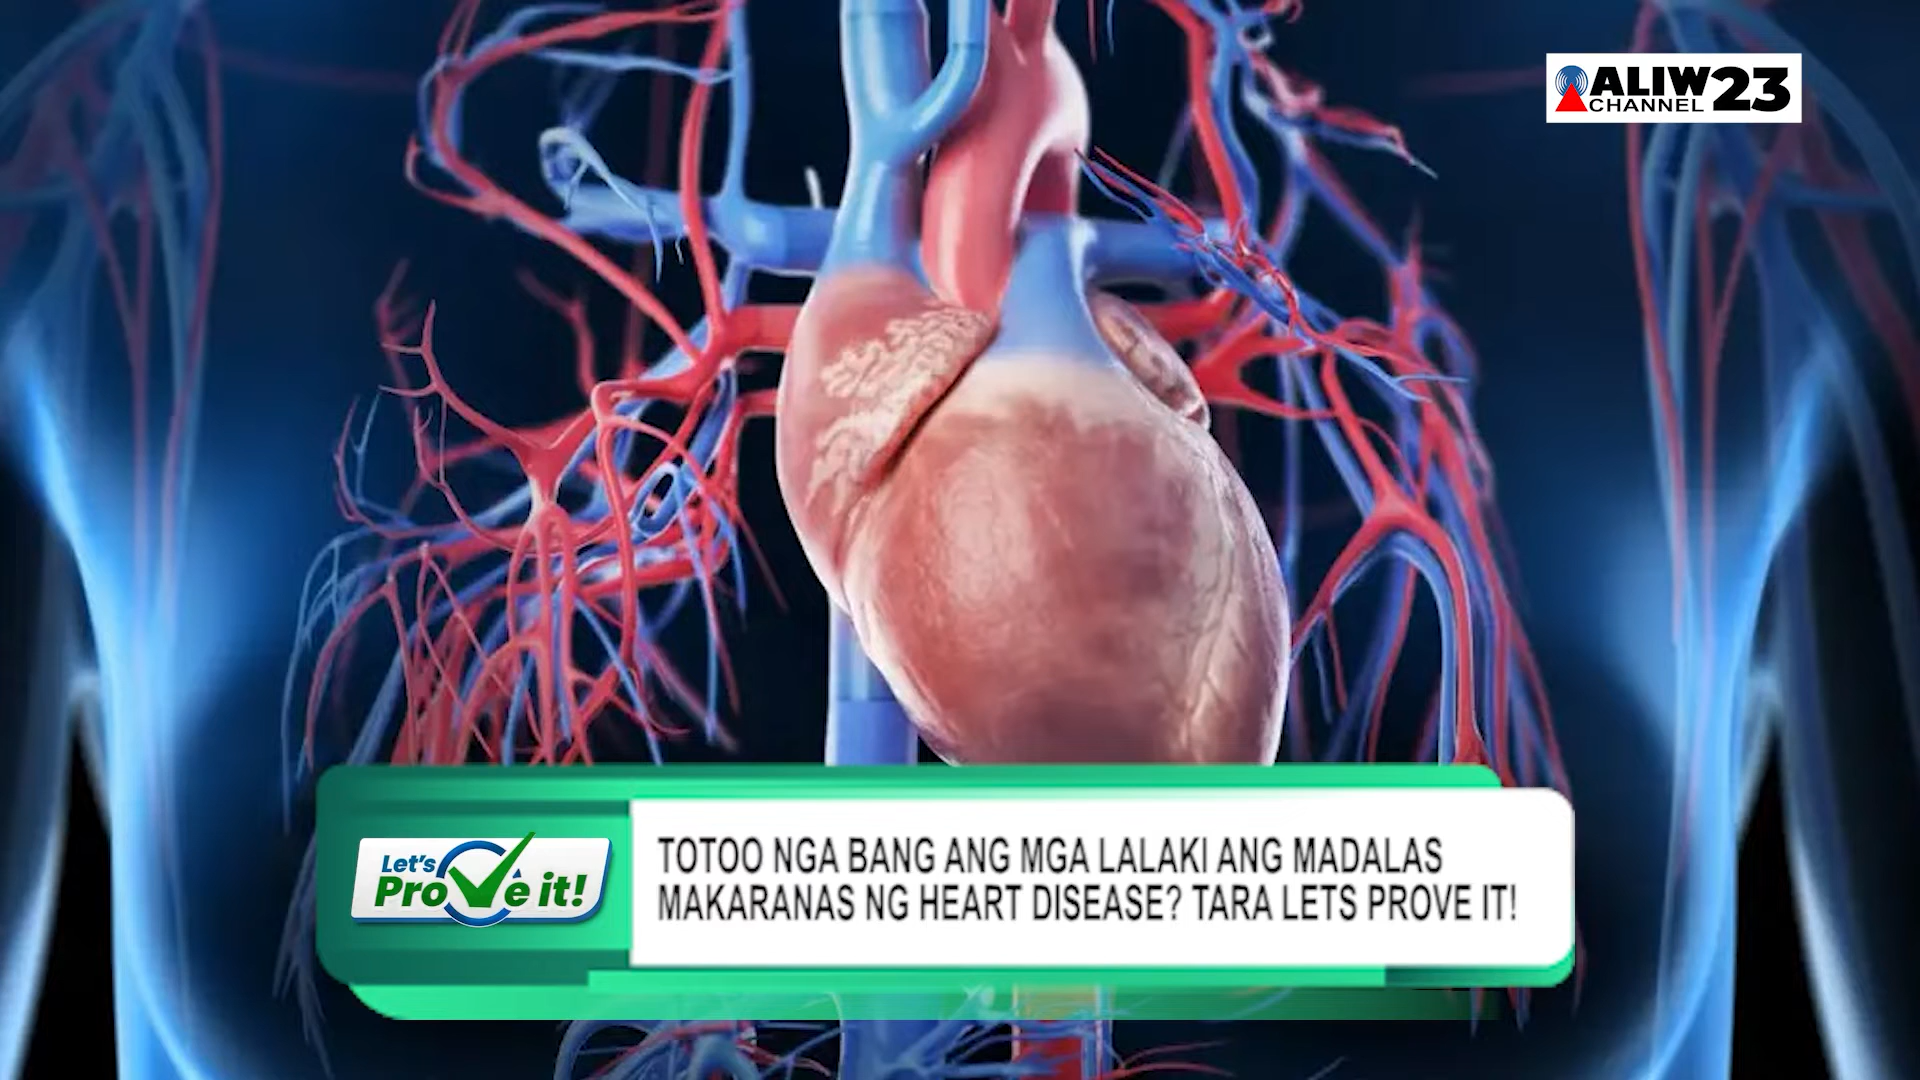 ALIW 23
CHANNEL
Let's
Prove it!
TOTOO NGA BANG ANG MGA LALAKI ANG MADALAS
MAKARANAS NG HEART DISEASE? TARA LETS PROVE IT!